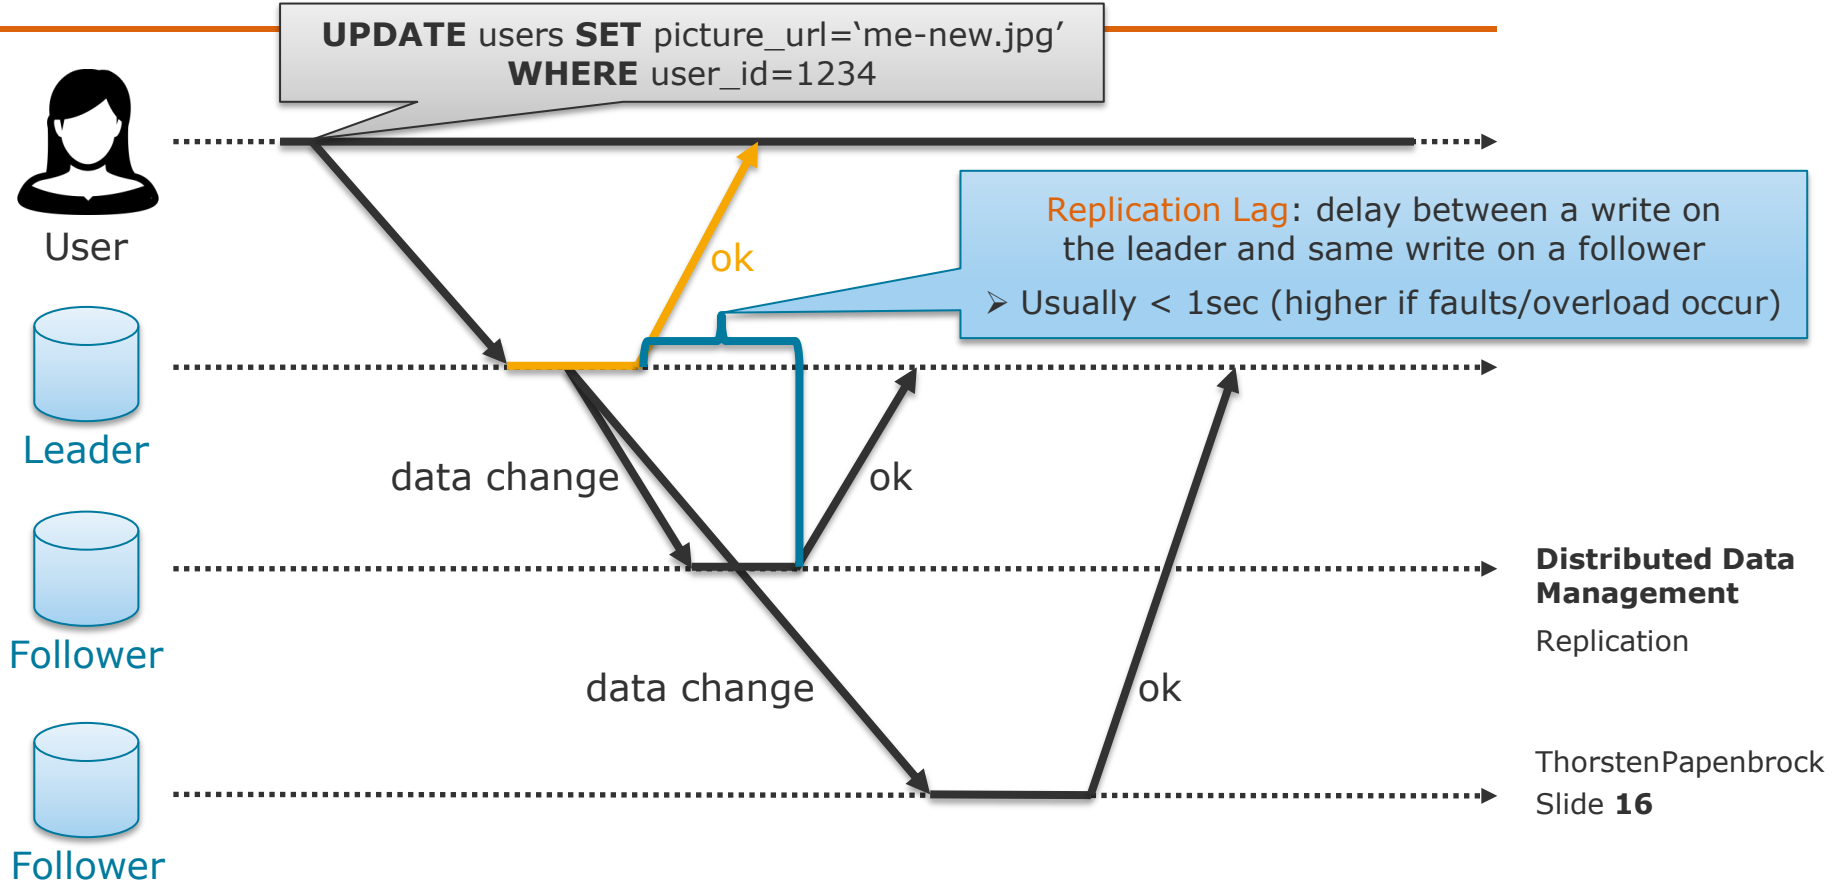 UPDATE users SET picture_url=‘me-new.jpg’
WHERE user_id=1234
User
Replication Lag: delay between a write on
the leader and same write on a follower
➢ Usually < 1sec (higher if faults/overload occur)
ok
Leader
data change
ok
Follower
Distributed Data
Management
Replication
data change
ok
ThorstenPapenbrock
Slide 16
Follower